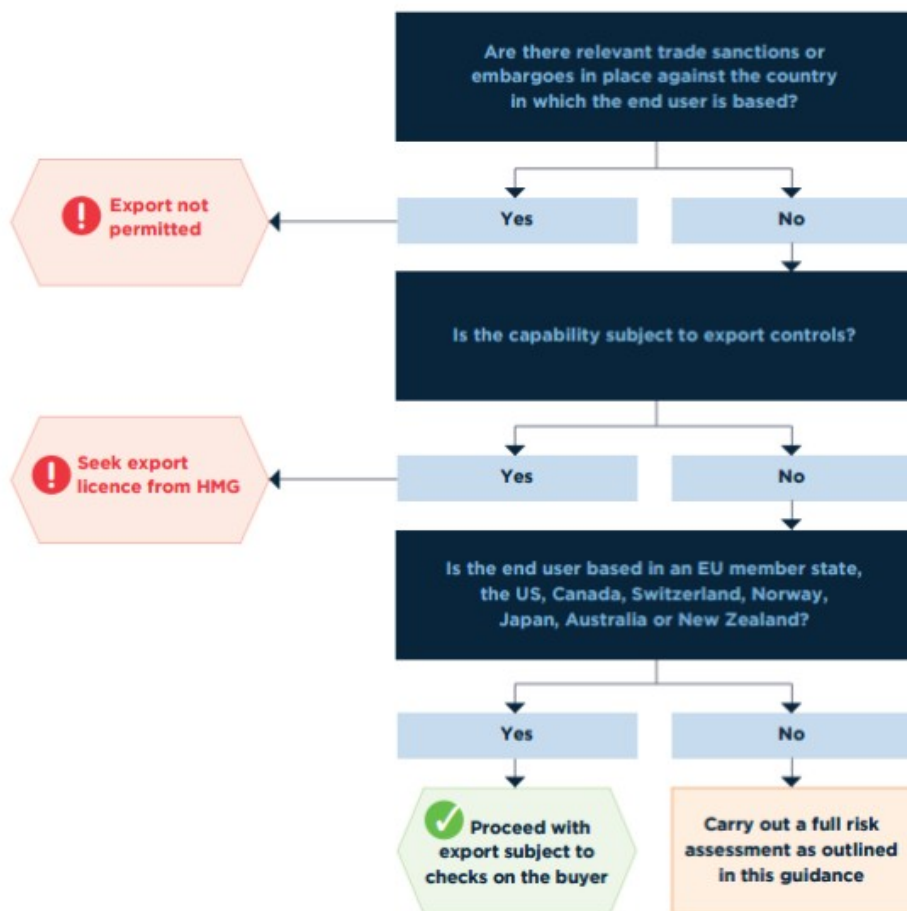 Are there relevant trade sanctions or
embargoes in place against the country
in which the end user is based?
Yes
No
Export not
permitted
Is the capability subject to export controls?
Yes
No
Seek export
licence from HMG
Is the end user based in an EU member state,
the US, Canada, Switzerland, Norway,
Japan, Australia or New Zealand?
Yes
No
Proceed with
export subject to
checks on the buyer
Carry out a full risk
assessment as outlined
in this guidance